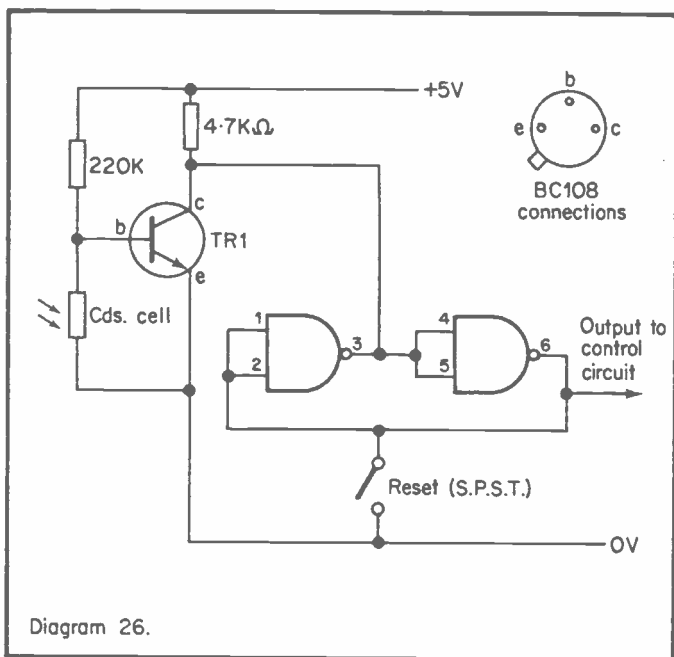 +5V
4·7KΩ
220K
b
c
e
TR1
Cds. cell
b
e
c
BC108
connections
1
2
3
4
5
6
Output to
control
circuit
Reset (S.P.S.T.)
0V
Diagram 26.